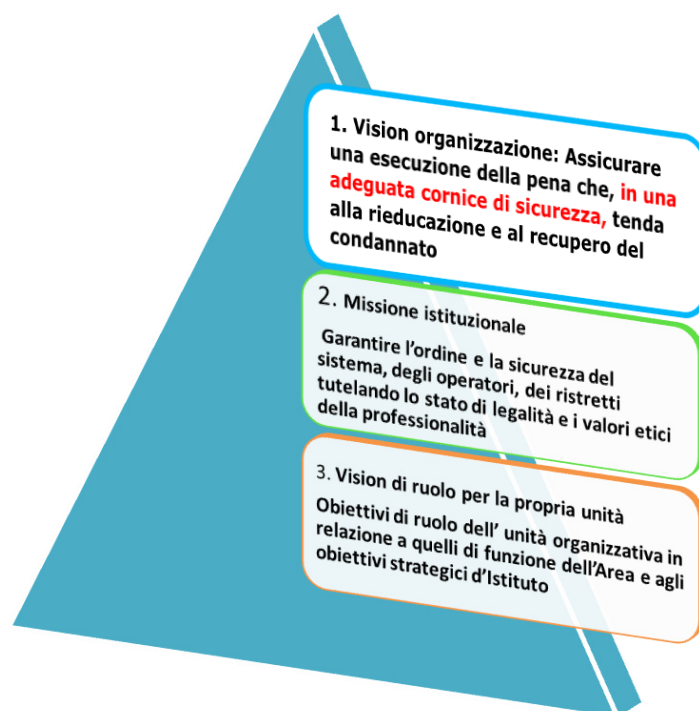 1. Vision organizzazione: Assicurare
una esecuzione della pena che, in una
adeguata cornice di sicurezza, tenda
alla rieducazione e al recupero del
condannato
2. Missione istituzionale
Garantire l’ordine e la sicurezza del
sistema, degli operatori, dei ristretti
tutelando lo stato di legalità e i valori etici
della professionalità
3. Vision di ruolo per la propria unità
Obiettivi di ruolo dell’ unità organizzativa in
relazione a quelli di funzione dell’Area e agli
obiettivi strategici d’Istituto